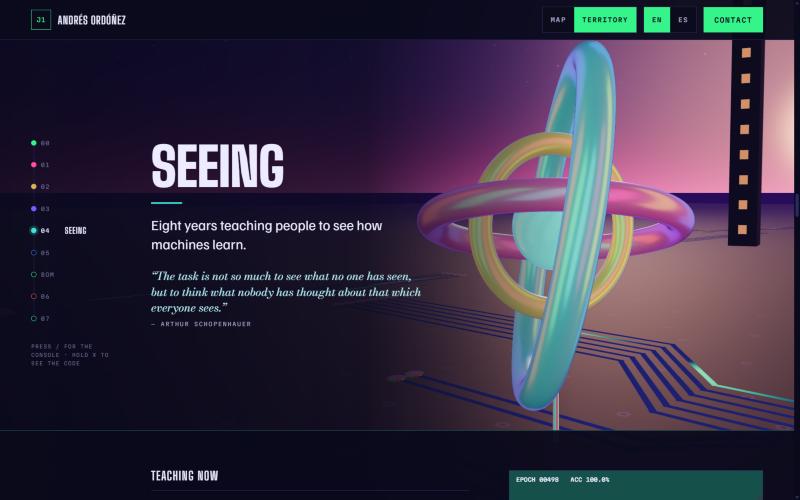 J1 ANDRÉS ORDÓÑEZ
MAP TERRITORY EN ES CONTACT
00
01
02
03
04 SEEING
05
BOM
06
07
PRESS / FOR THE
CONSOLE · HOLD X TO
SEE THE CODE
SEEING
Eight years teaching people to see how
machines learn.
“The task is not so much to see what no one has seen,
but to think what nobody has thought about that which
everyone sees.”
— ARTHUR SCHOPENHAUER
TEACHING NOW
EPOCH 00498 ACC 100.0%